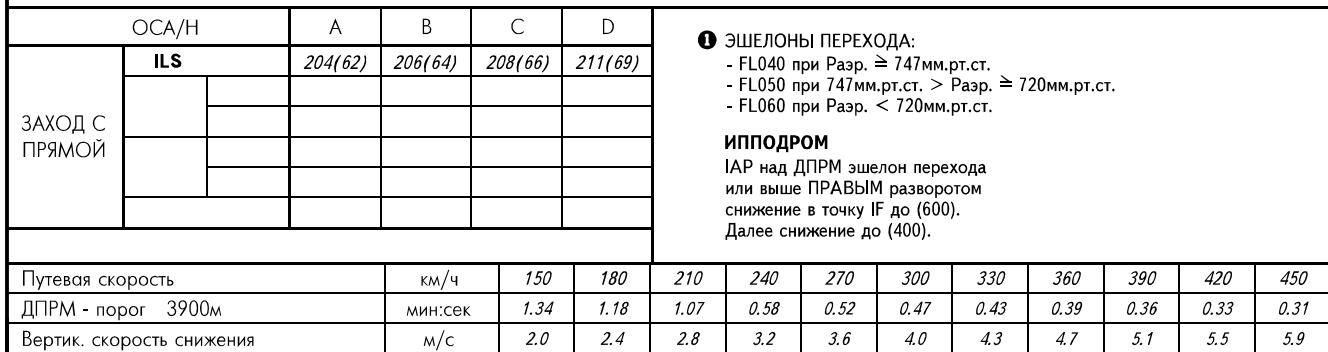 OCA/H A B C D
ILS 204(62) 206(64) 208(66) 211(69)
ЗАХОД С
ПРЯМОЙ
❶ ЭШЕЛОНЫ ПЕРЕХОДА:
- FL040 при Раэр. ≧ 747мм.рт.ст.
- FL050 при 747мм.рт.ст. > Раэр. ≧ 720мм.рт.ст.
- FL060 при Раэр. < 720мм.рт.ст.
ИППОДРОМ
IAP над ДПРМ эшелон перехода
или выше ПРАВЫМ разворотом
снижение в точку IF до (600).
Далее снижение до (400).
Путевая скорость км/ч 150 180 210 240 270 300 330 360 390 420 450
ДПРМ - порог 3900м мин:сек 1.34 1.18 1.07 0.58 0.52 0.47 0.43 0.39 0.36 0.33 0.31
Вертик. скорость снижения м/с 2.0 2.4 2.8 3.2 3.6 4.0 4.3 4.7 5.1 5.5 5.9